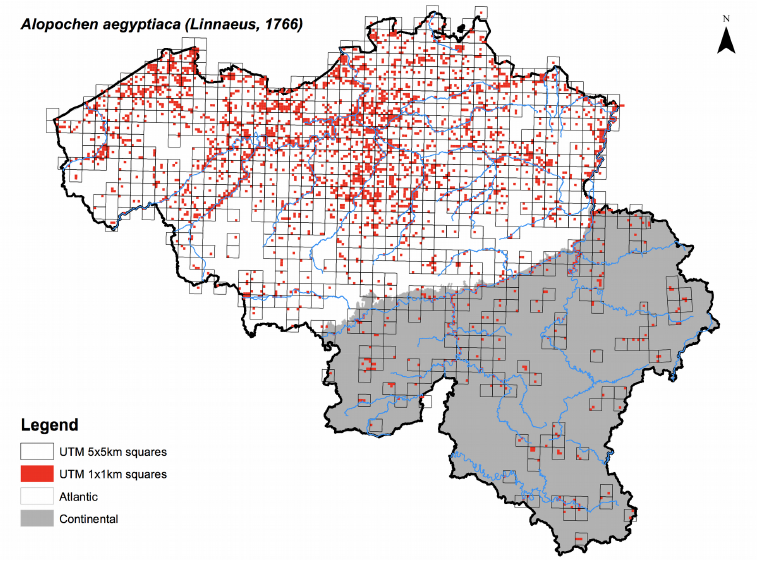 Alopochen aegyptiaca (Linnaeus, 1766)
N
Legend
UTM 5x5km squares
UTM 1x1km squares
Atlantic
Continental